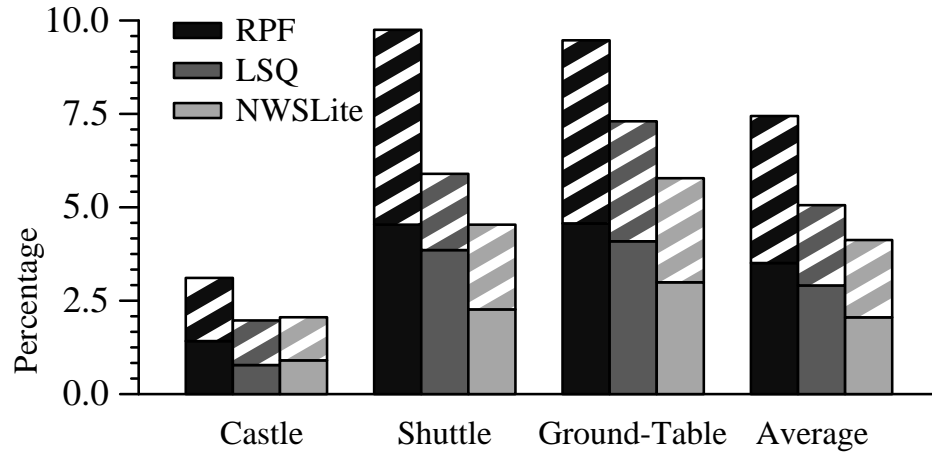 10.0
7.5
5.0
2.5
0.0
Percentage
RPF
LSQ
NWSLite
Castle Shuttle Ground-Table Average